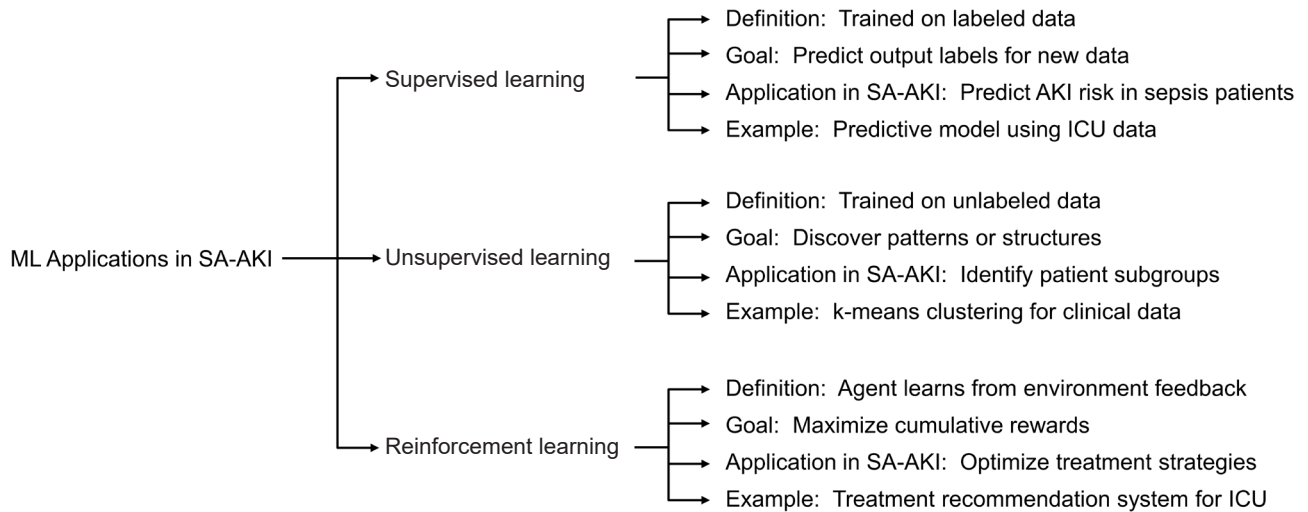 ML Applications in SA-AKI
Supervised learning
Definition: Trained on labeled data
Goal: Predict output labels for new data
Application in SA-AKI: Predict AKI risk in sepsis patients
Example: Predictive model using ICU data
Unsupervised learning
Definition: Trained on unlabeled data
Goal: Discover patterns or structures
Application in SA-AKI: Identify patient subgroups
Example: k-means clustering for clinical data
Reinforcement learning
Definition: Agent learns from environment feedback
Goal: Maximize cumulative rewards
Application in SA-AKI: Optimize treatment strategies
Example: Treatment recommendation system for ICU